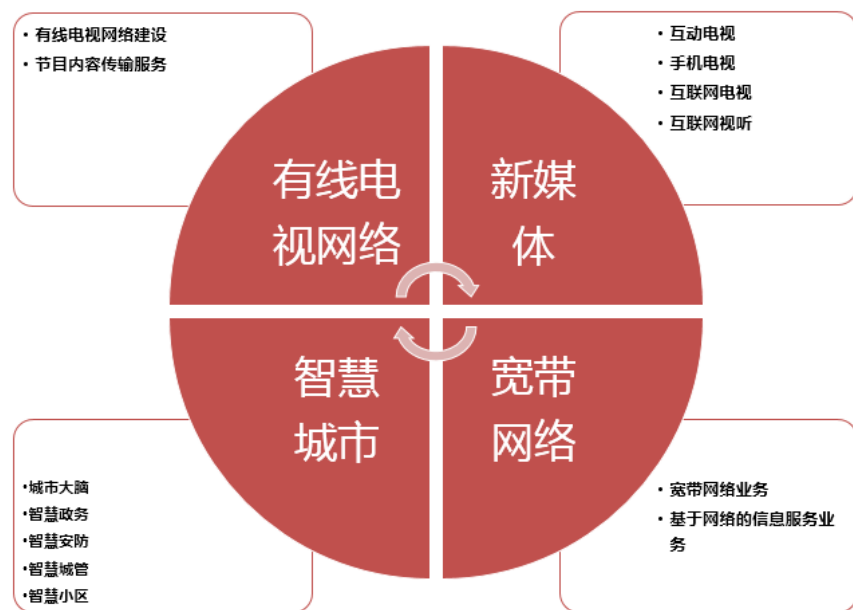 • 有线电视网络建设
• 节目内容传输服务
• 互动电视
• 手机电视
• 互联网电视
• 互联网视听
有线电
视网络
新媒
体
智慧
城市
宽带
网络
•城市大脑
•智慧政务
•智慧安防
•智慧城管
•智慧小区
• 宽带网络业务
• 基于网络的信息服务业
务